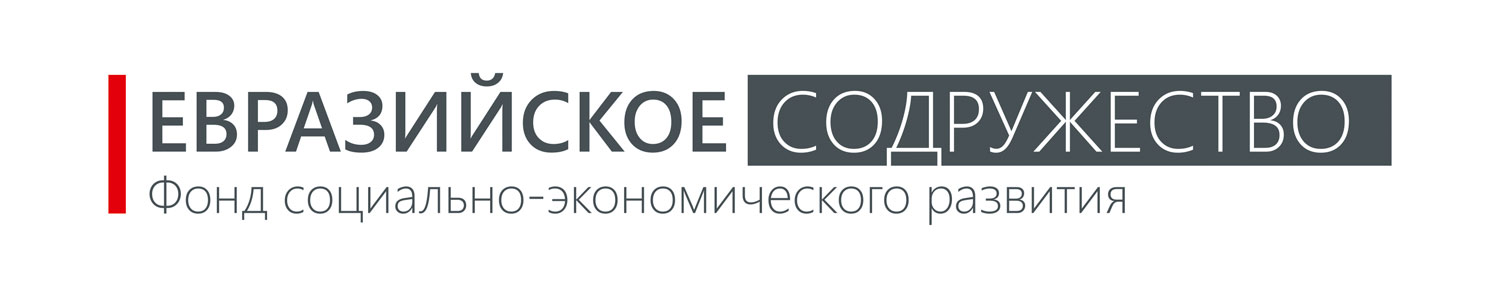 ЕВРАЗИЙСКОЕ СОДРУЖЕСТВО
Фонд социально-экономического развития